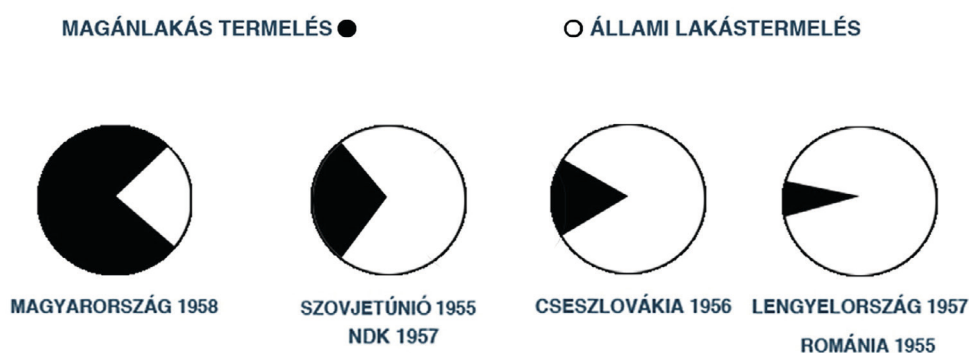 MAGÁNLAKÁS TERMELÉS
ÁLLAMI LAKÁSTERMELÉS
MAGYARORSZÁG 1958
SZOVJETÚNIÓ 1955
NDK 1957
CSESZLOVÁKIA 1956
LENGYELORSZÁG 1957
ROMÁNIA 1955